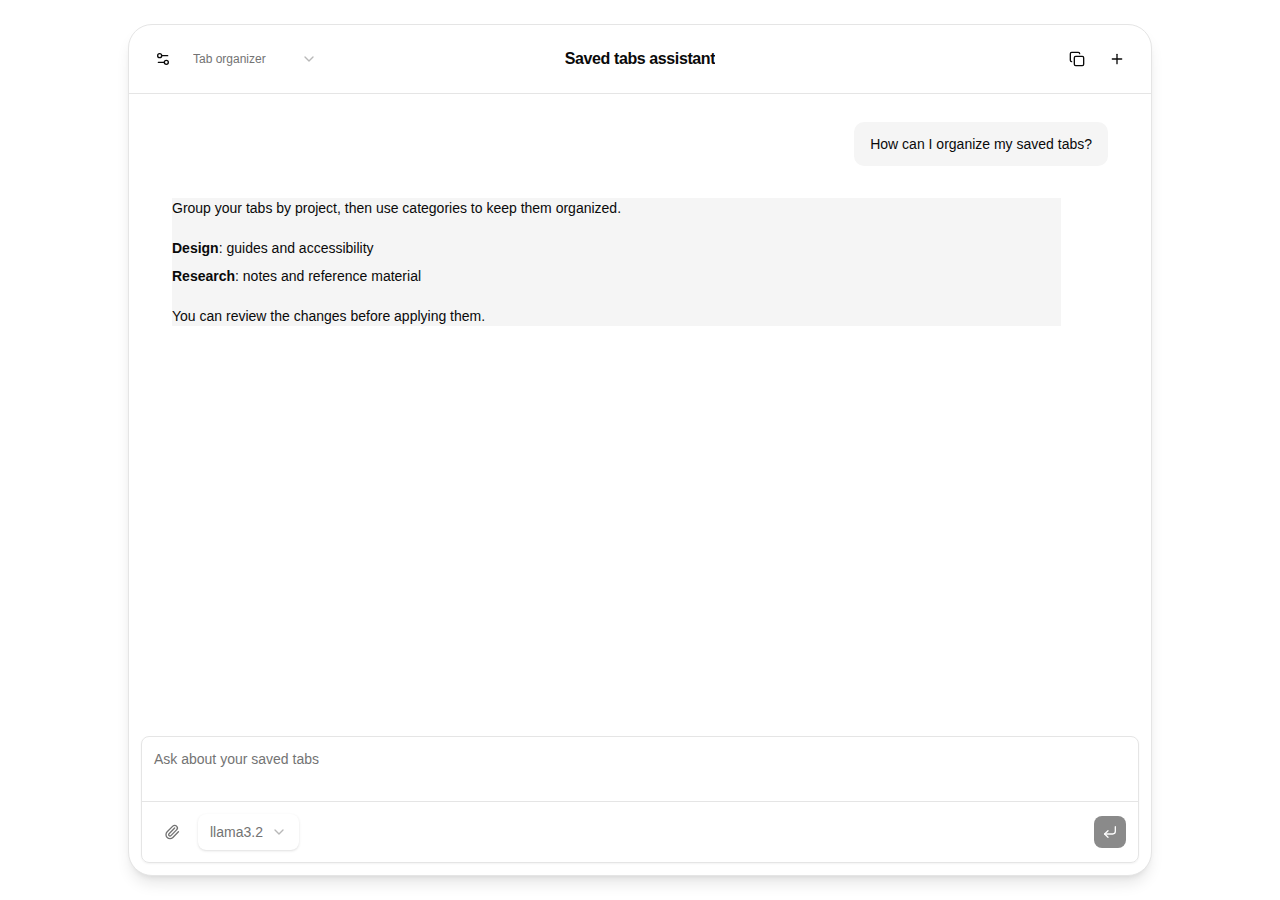 Tab organizer
Saved tabs assistant
How can I organize my saved tabs?
Group your tabs by project, then use categories to keep them organized.
Design: guides and accessibility
Research: notes and reference material
You can review the changes before applying them.
Ask about your saved tabs
llama3.2